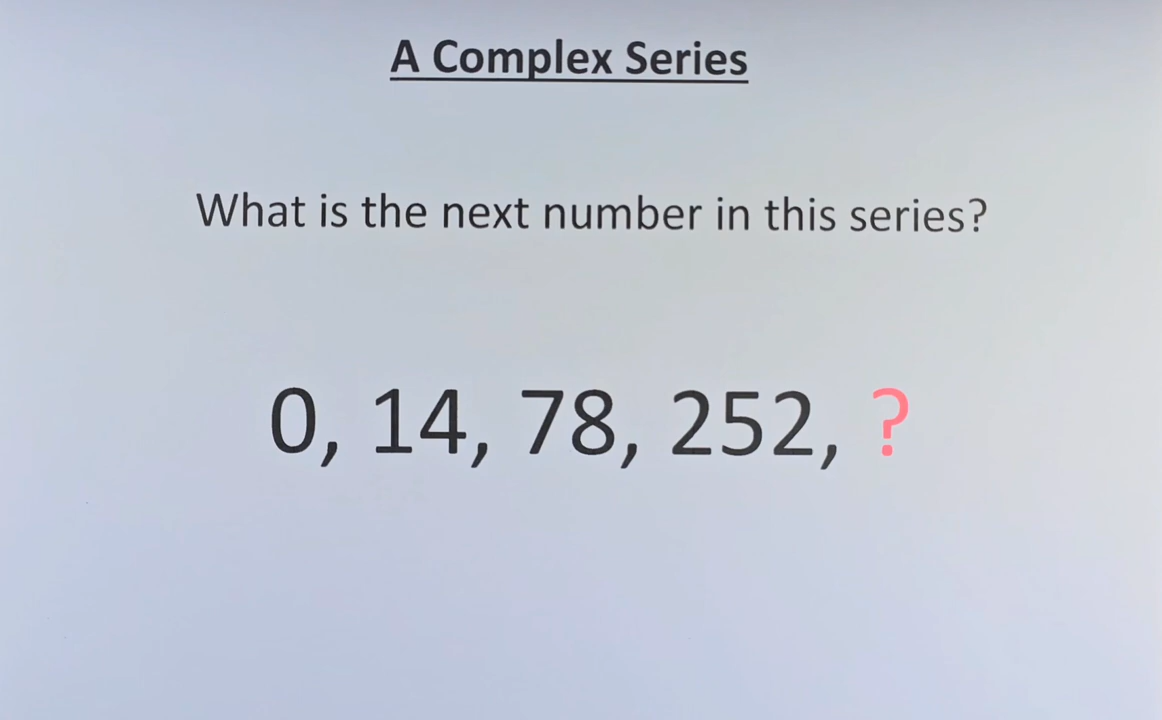 A Complex Series
What is the next number in this series?
0, 14, 78, 252, ?